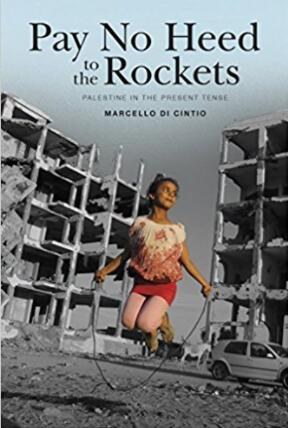 Pay No Heed
to the Rockets
PALESTINE IN THE PRESENT TENSE
MARCELLO DI CINTIO